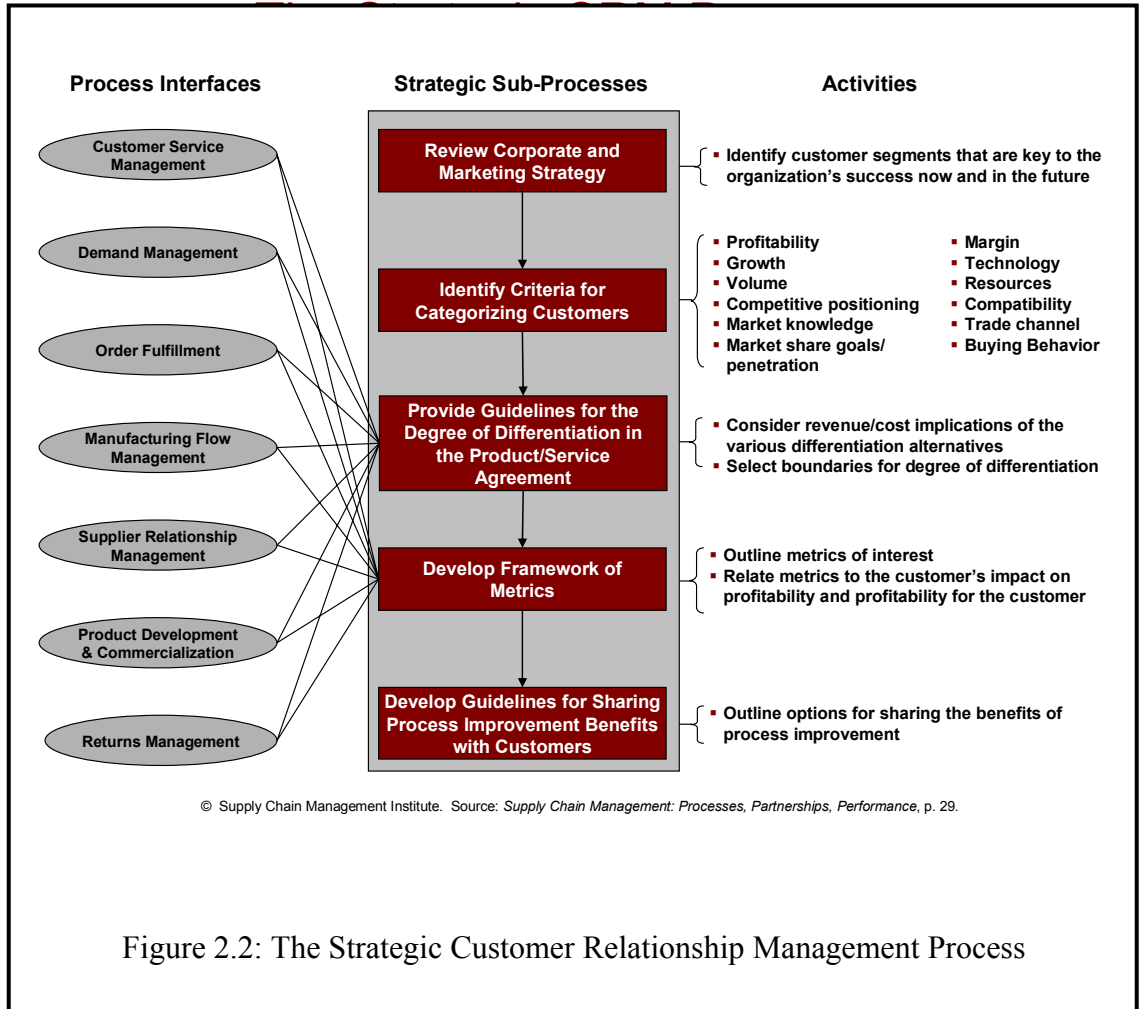 Process Interfaces
Strategic Sub-Processes
Activities
Customer Service
Management
Demand Management
Order Fulfillment
Manufacturing Flow
Management
Supplier Relationship
Management
Product Development
& Commercialization
Returns Management
Review Corporate and
Marketing Strategy
Identify Criteria for
Categorizing Customers
Provide Guidelines for the
Degree of Differentiation in
the Product/Service
Agreement
Develop Framework of
Metrics
Develop Guidelines for Sharing
Process Improvement Benefits
with Customers
▪ Identify customer segments that are key to the
organization’s success now and in the future
▪ Profitability
▪ Growth
▪ Volume
▪ Competitive positioning
▪ Market knowledge
▪ Market share goals/
penetration
▪ Margin
▪ Technology
▪ Resources
▪ Compatibility
▪ Trade channel
▪ Buying Behavior
▪ Consider revenue/cost implications of the
various differentiation alternatives
▪ Select boundaries for degree of differentiation
▪ Outline metrics of interest
▪ Relate metrics to the customer’s impact on
profitability and profitability for the customer
▪ Outline options for sharing the benefits of
process improvement
© Supply Chain Management Institute. Source: Supply Chain Management: Processes, Partnerships, Performance, p. 29.
Figure 2.2: The Strategic Customer Relationship Management Process